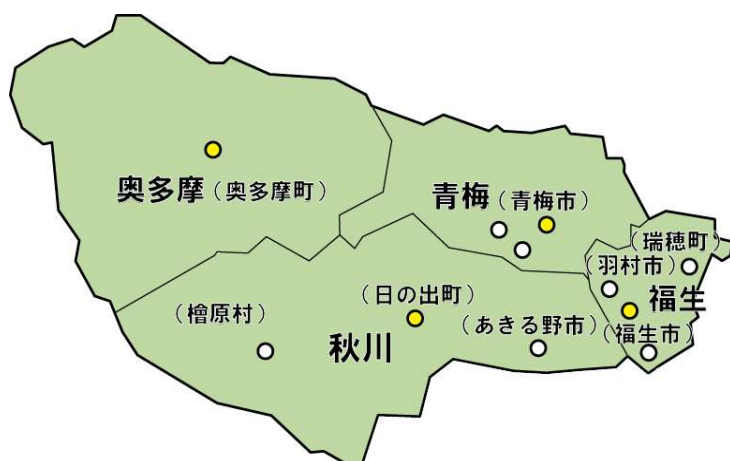 奥多摩（奥多摩町）
青梅（青梅市）
（瑞穂町）
（羽村市）
福生
（福生市）
（日の出町）
（檜原村）
（あきる野市）
秋川